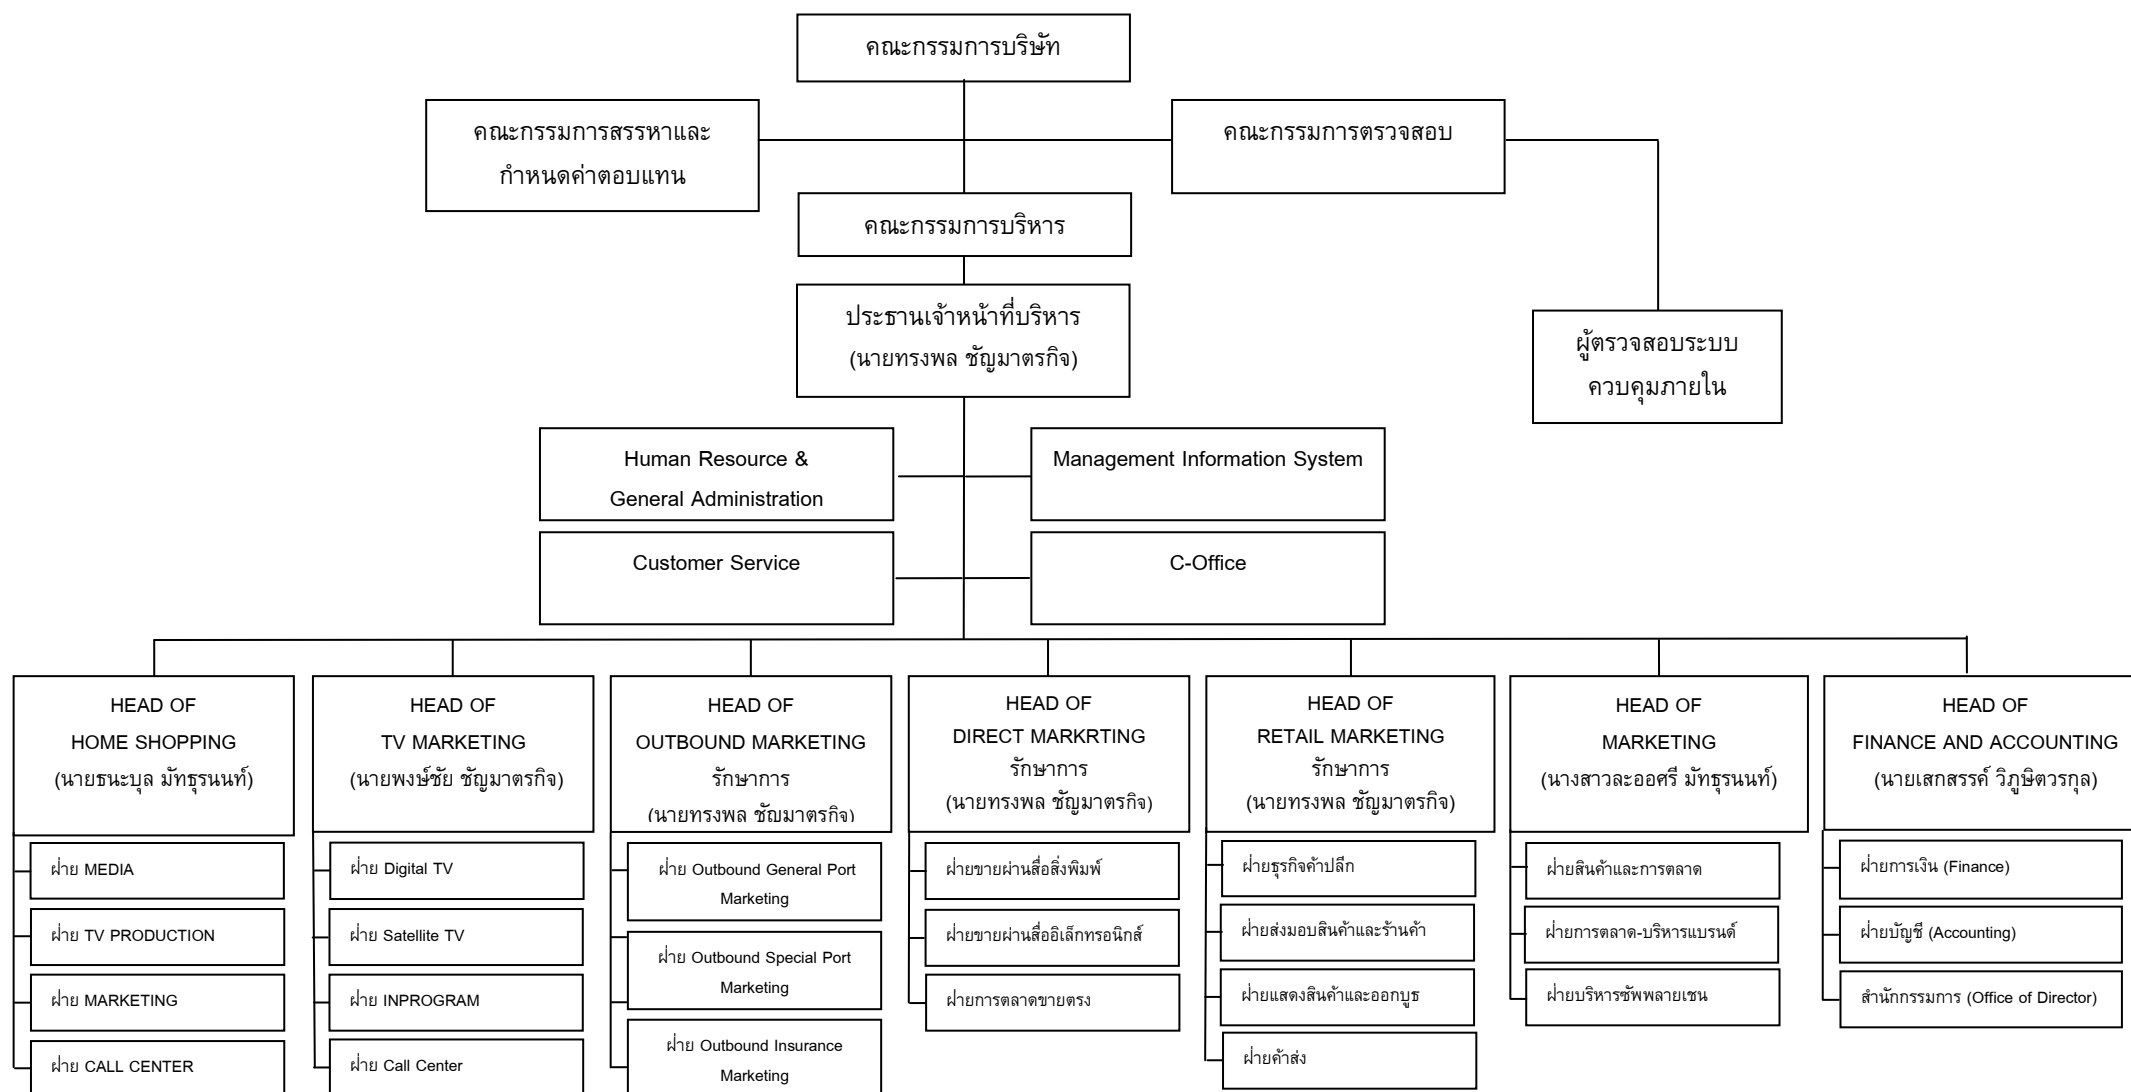 คณะกรรมการบริษัท
คณะกรรมการสรรหาและ
กำหนดค่าตอบแทน
คณะกรรมการตรวจสอบ
คณะกรรมการบริหาร
ประธานเจ้าหน้าที่บริหาร
(นายทรงพล ชัญมาตรกิจ)
ผู้ตรวจสอบระบบ
ควบคุมภายใน
Human Resource &
General Administration
Management Information System
Customer Service
C-Office
HEAD OF
HOME SHOPPING
(นายธนะบุล มัทธุรนนท์)
ฝ่าย MEDIA
ฝ่าย TV PRODUCTION
ฝ่าย MARKETING
ฝ่าย CALL CENTER
HEAD OF
TV MARKETING
(นายพงษ์ชัย ชัญมาตรกิจ)
ฝ่าย Digital TV
ฝ่าย Satellite TV
ฝ่าย INPROGRAM
ฝ่าย Call Center
HEAD OF
OUTBOUND MARKETING
รักษาการ
(นายทรงพล ชัญมาตรกิจ)
ฝ่าย Outbound General Port
Marketing
ฝ่าย Outbound Special Port
Marketing
ฝ่าย Outbound Insurance
Marketing
HEAD OF
DIRECT MARKRTING
รักษาการ
(นายทรงพล ชัญมาตรกิจ)
ฝ่ายขายผ่านสื่อสิ่งพิมพ์
ฝ่ายขายผ่านสื่ออิเล็กทรอนิกส์
ฝ่ายการตลาดขายตรง
HEAD OF
RETAIL MARKETING
รักษาการ
(นายทรงพล ชัญมาตรกิจ)
ฝ่ายธุรกิจค้าปลีก
ฝ่ายส่งมอบสินค้าและร้านค้า
ฝ่ายแสดงสินค้าและออกบูธ
ฝ่ายค้าส่ง
HEAD OF
MARKETING
(นางสาวละออศรี มัทธุรนนท์)
ฝ่ายสินค้าและการตลาด
ฝ่ายการตลาด-บริหารแบรนด์
ฝ่ายบริหารซัพพลายเชน
HEAD OF
FINANCE AND ACCOUNTING
(นายเสกสรรค์ วิภูษิตวรกุล)
ฝ่ายการเงิน (Finance)
ฝ่ายบัญชี (Accounting)
สำนักกรรมการ (Office of Director)